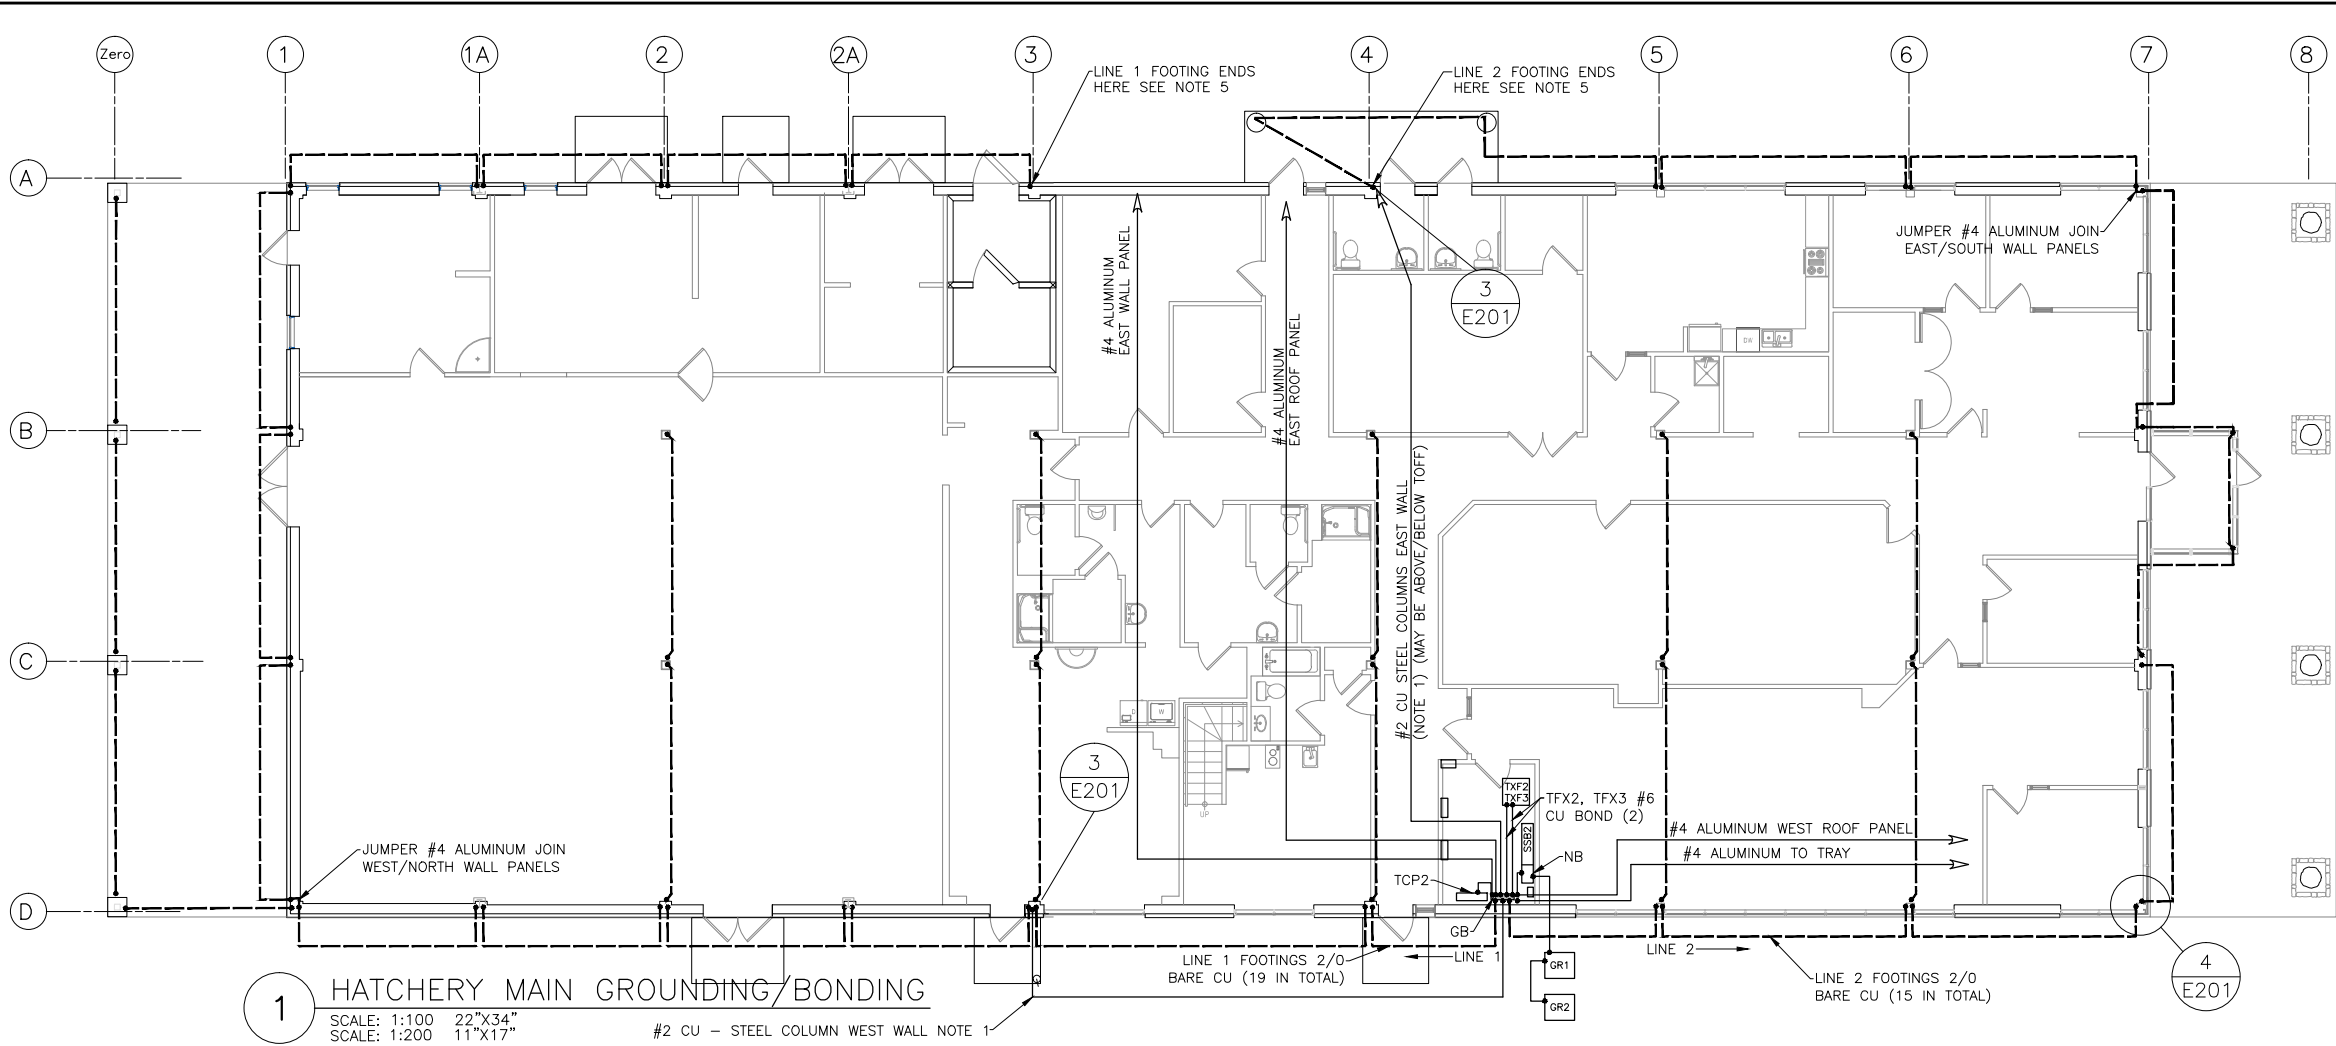 Zero
1
1A
2
2A
3
4
5
6
7
8
LINE 1 FOOTING ENDS
HERE SEE NOTE 5
LINE 2 FOOTING ENDS
HERE SEE NOTE 5
A
B
C
D
JUMPER #4 ALUMINUM JOIN
EAST/SOUTH WALL PANELS
#4 ALUMINUM
EAST WALL PANEL
#4 ALUMINUM
EAST ROOF PANEL
3
E201
DW
#2 CU STEEL COLUMNS EAST WALL
(NOTE 1) (MAY BE ABOVE/BELOW TOFF)
D
W
UP
3
E201
TXF2
TXF3
TFX2, TFX3 #6
CU BOND (2)
SSB2
NB
TCP2
GB
#4 ALUMINUM WEST ROOF PANEL
#4 ALUMINUM TO TRAY
JUMPER #4 ALUMINUM JOIN
WEST/NORTH WALL PANELS
LINE 1 FOOTINGS 2/0
BARE CU (19 IN TOTAL)
LINE 1
LINE 2
GR1
GR2
LINE 2 FOOTINGS 2/0
BARE CU (15 IN TOTAL)
4
E201
1
HATCHERY MAIN GROUNDING/BONDING
SCALE: 1:100 22"X34"
SCALE: 1:200 11"X17"
#2 CU – STEEL COLUMN WEST WALL NOTE 1